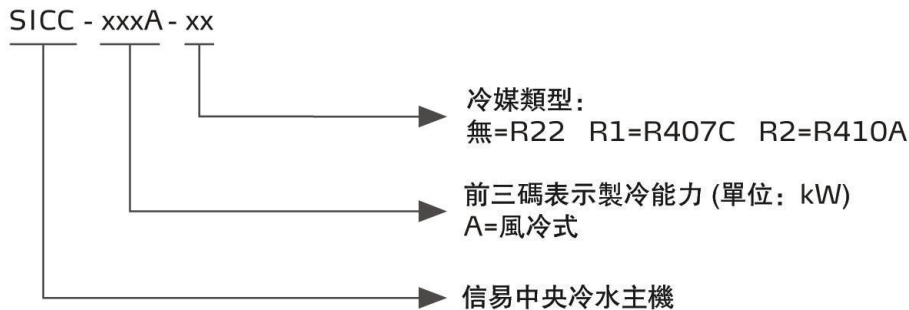 SICC - xxxA - xx
冷媒類型：
無=R22 R1=R407C R2=R410A
前三碼表示製冷能力 (單位：kW)
A=風冷式
信易中央冷水主機